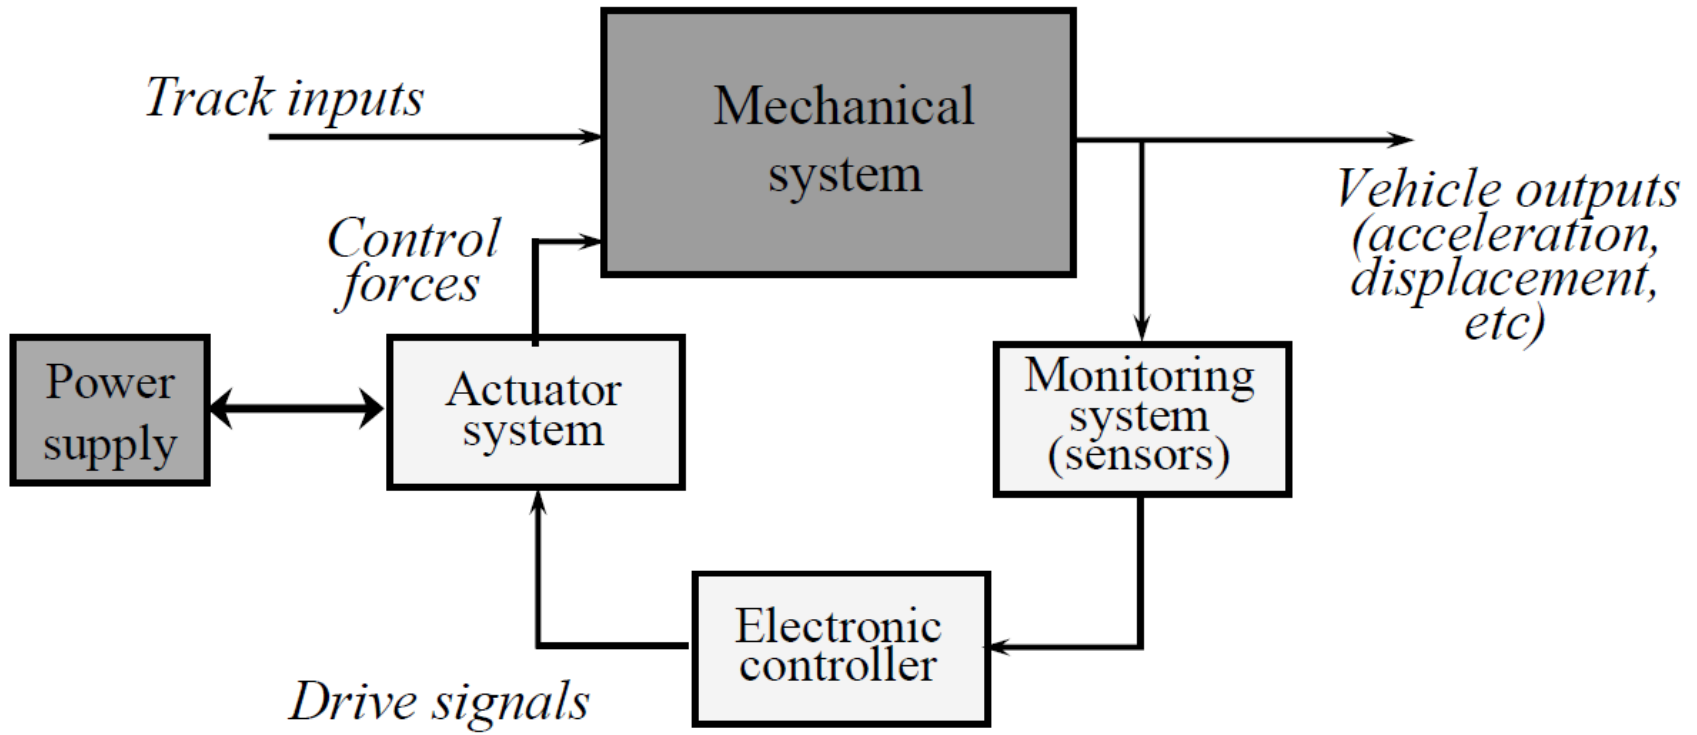 Track inputs
Mechanical
system
Vehicle outputs
(acceleration,
displacement,
etc)
Control
forces
Power
supply
Actuator
system
Monitoring
system
(sensors)
Electronic
controller
Drive signals